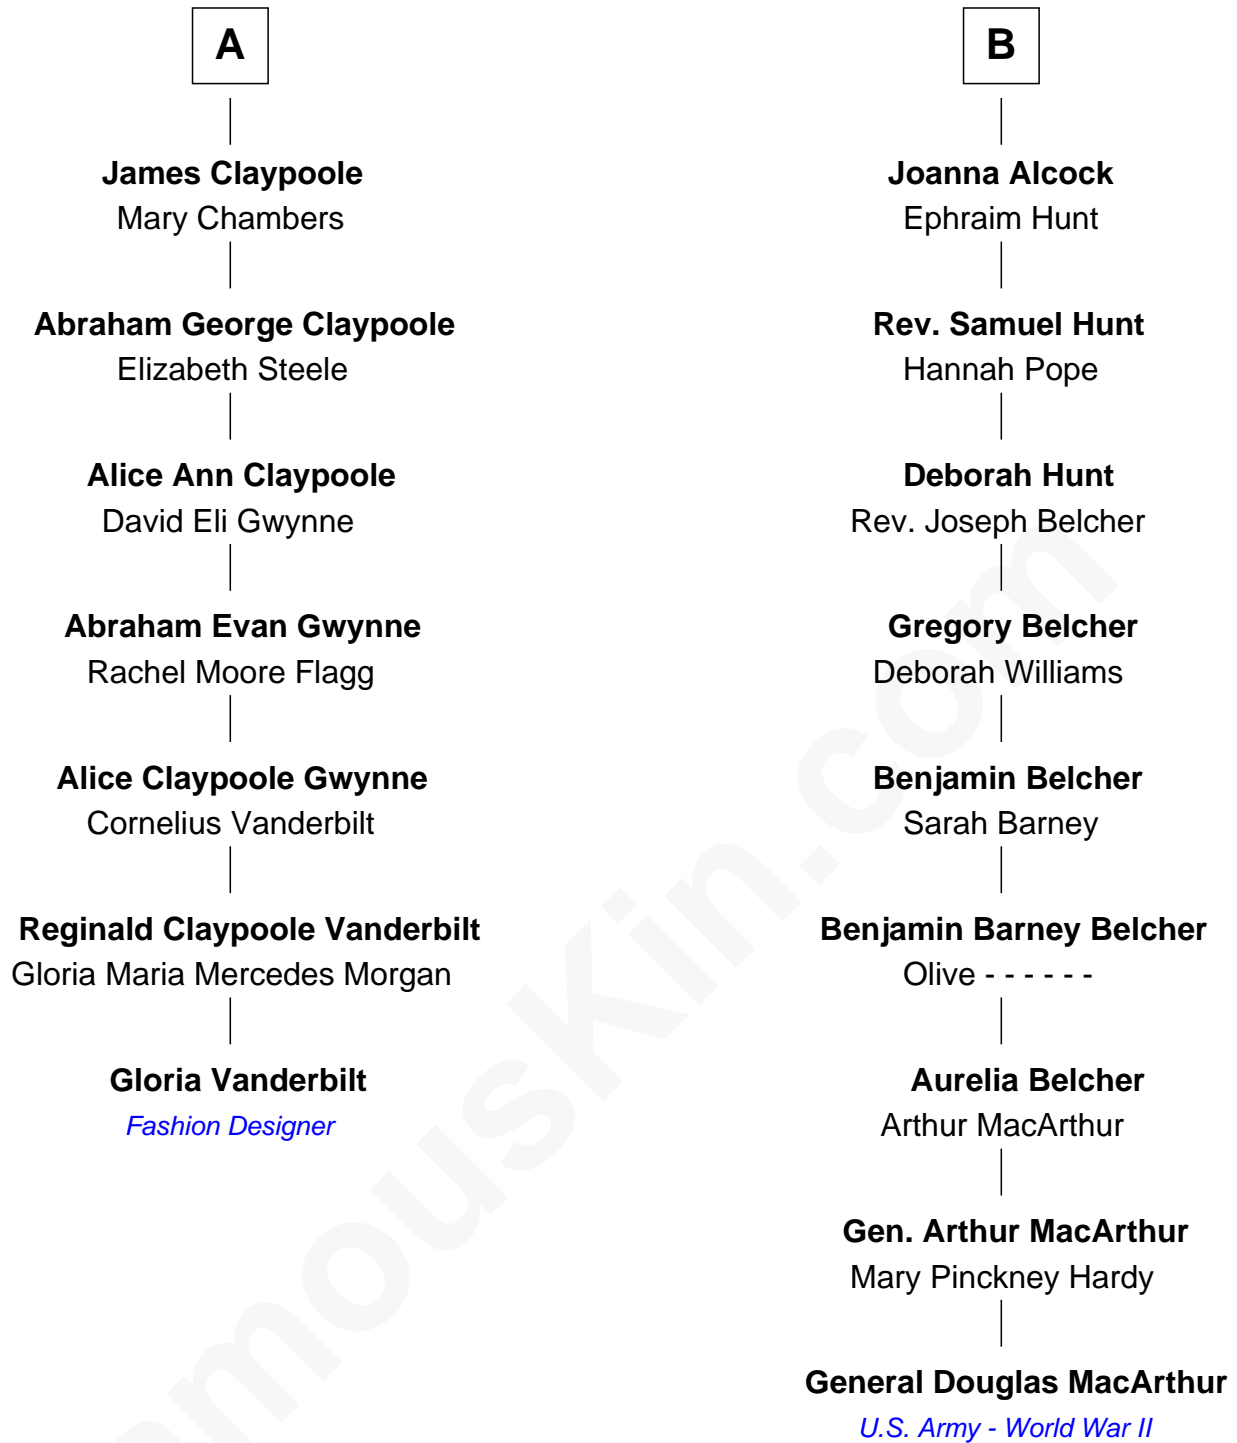 A
James Claypoole
Mary Chambers
Abraham George Claypoole
Elizabeth Steele
Alice Ann Claypoole
David Eli Gwynne
Abraham Evan Gwynne
Rachel Moore Flagg
Alice Claypoole Gwynne
Cornelius Vanderbilt
Reginald Claypoole Vanderbilt
Gloria Maria Mercedes Morgan
Gloria Vanderbilt
Fashion Designer
B
Joanna Alcock
Ephraim Hunt
Rev. Samuel Hunt
Hannah Pope
Deborah Hunt
Rev. Joseph Belcher
Gregory Belcher
Deborah Williams
Benjamin Belcher
Sarah Barney
Benjamin Barney Belcher
Olive - - - - - -
Aurelia Belcher
Arthur MacArthur
Gen. Arthur MacArthur
Mary Pinckney Hardy
General Douglas MacArthur
U.S. Army - World War II
amouskin.com